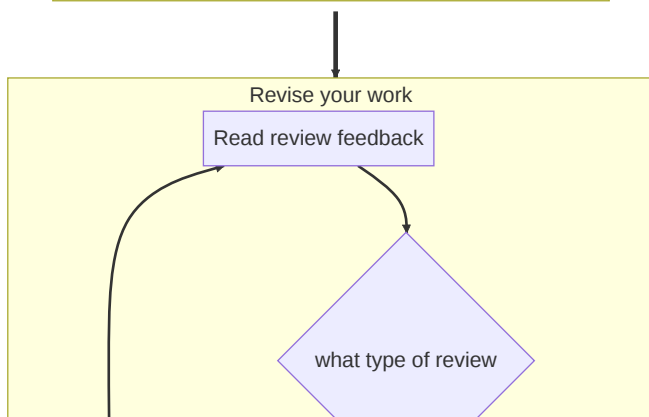 Revise your work
Read review feedback
what type of review